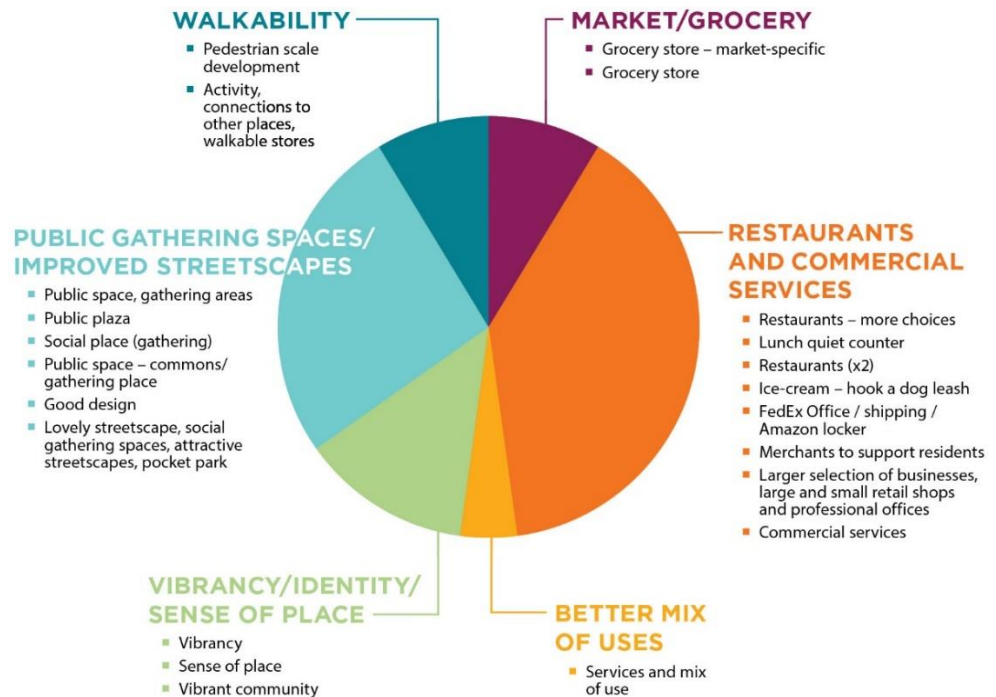 WALKABILITY
Pedestrian scale
development
Activity,
connections to
other places,
walkable stores
MARKET/GROCERY
Grocery store – market-specific
Grocery store
PUBLIC GATHERING SPACES/
IMPROVED STREETSCAPES
Public space, gathering areas
Public plaza
Social place (gathering)
Public space – commons/
gathering place
Good design
Lovely streetscape, social
gathering spaces, attractive
streetscapes, pocket park
RESTAURANTS
AND COMMERCIAL
SERVICES
Restaurants – more choices
Lunch quiet counter
Restaurants (x2)
Ice-cream – hook a dog leash
FedEx Office / shipping /
Amazon locker
Merchants to support residents
Larger selection of businesses,
large and small retail shops
and professional offices
Commercial services
VIBRANCY/IDENTITY/
SENSE OF PLACE
Vibrancy
Sense of place
Vibrant community
BETTER MIX
OF USES
Services and mix
of use